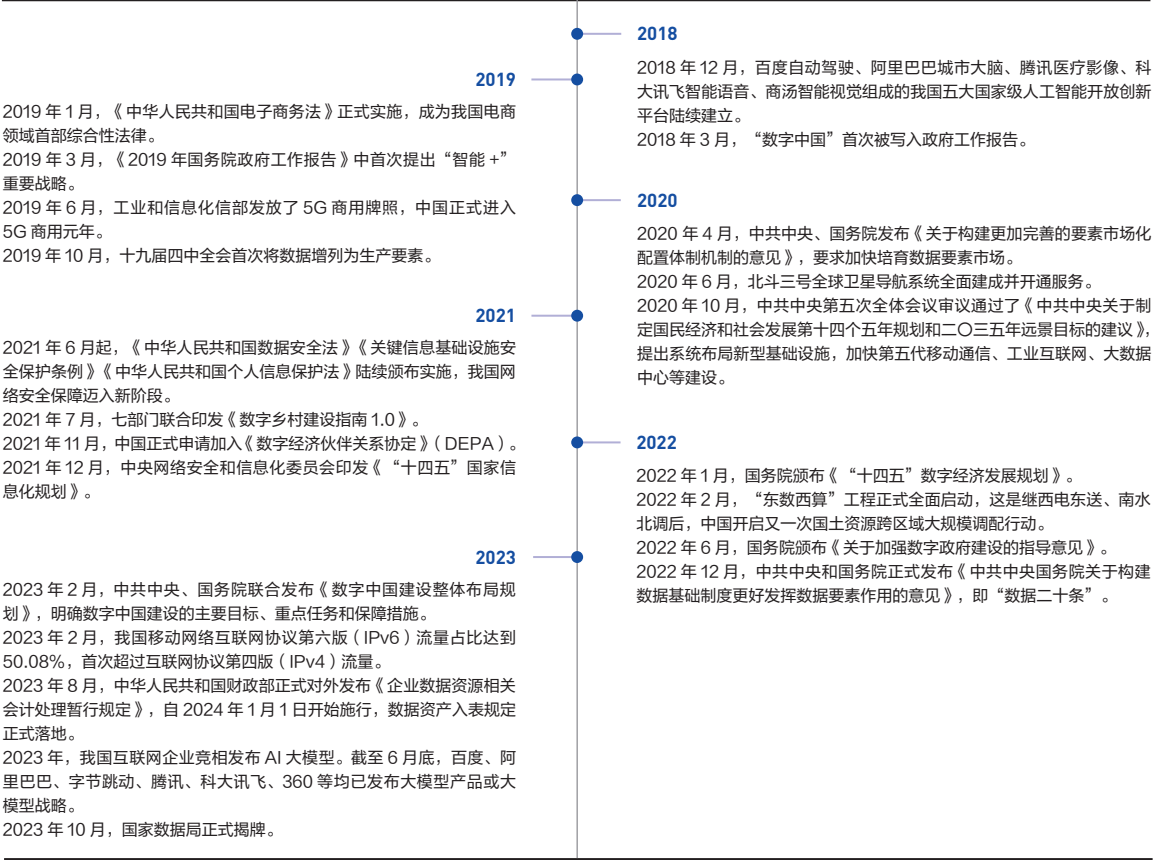 2018
2018 年 12 月，百度自动驾驶、阿里巴巴城市大脑、腾讯医疗影像、科
大讯飞智能语音、商汤智能视觉组成的我国五大国家级人工智能开放创新
平台陆续建立。
2018 年 3 月，“数字中国”首次被写入政府工作报告。
2019
2019 年 1 月，《中华人民共和国电子商务法》正式实施，成为我国电商
领域首部综合性法律。
2019 年 3 月，《2019 年国务院政府工作报告》中首次提出“智能 +”
重要战略。
2019 年 6 月，工业和信息化信部发放了 5G 商用牌照，中国正式进入
5G 商用元年。
2019 年 10 月，十九届四中全会首次将数据增列为生产要素。
2020
2020 年 4 月，中共中央、国务院发布《关于构建更加完善的要素市场化
配置体制机制的意见》，要求加快培育数据要素市场。
2020 年 6 月，北斗三号全球卫星导航系统全面建成并开通服务。
2020 年 10 月，中共中央第五次全体会议审议通过了《中共中央关于制
定国民经济和社会发展第十四个五年规划和二〇三五年远景目标的建议》，
提出系统布局新型基础设施，加快第五代移动通信、工业互联网、大数据
中心等建设。
2021
2021 年 6 月起，《中华人民共和国数据安全法》《关键信息基础设施安
全保护条例》《中华人民共和国个人信息保护法》陆续颁布实施，我国网
络安全保障迈入新阶段。
2021 年 7 月，七部门联合印发《数字乡村建设指南 1.0》。
2021 年 11 月，中国正式申请加入《数字经济伙伴关系协定》（DEPA）。
2021 年 12 月，中央网络安全和信息化委员会印发《“十四五”国家信
息化规划》。
2022
2022 年 1 月，国务院颁布《“十四五”数字经济发展规划》。
2022 年 2 月，“东数西算”工程正式全面启动，这是继西电东送、南水
北调后，中国开启又一次国土资源跨区域大规模调配行动。
2022 年 6 月，国务院颁布《关于加强数字政府建设的指导意见》。
2022 年 12 月，中共中央和国务院正式发布《中共中央国务院关于构建
数据基础制度更好发挥数据要素作用的意见》，即“数据二十条”。
2023
2023 年 2 月，中共中央、国务院联合发布《数字中国建设整体布局规
划》，明确数字中国建设的主要目标、重点任务和保障措施。
2023 年 2 月，我国移动网络互联网协议第六版（IPv6）流量占比达到
50.08%，首次超过互联网协议第四版（IPv4）流量。
2023 年 8 月，中华人民共和国财政部正式对外发布《企业数据资源相关
会计处理暂行规定》，自 2024 年 1 月 1 日开始施行，数据资产入表规定
正式落地。
2023 年，我国互联网企业竞相发布 AI 大模型。截至 6 月底，百度、阿
里巴巴、字节跳动、腾讯、科大讯飞、360 等均已发布大模型产品或大
模型战略。
2023 年 10 月，国家数据局正式揭牌。